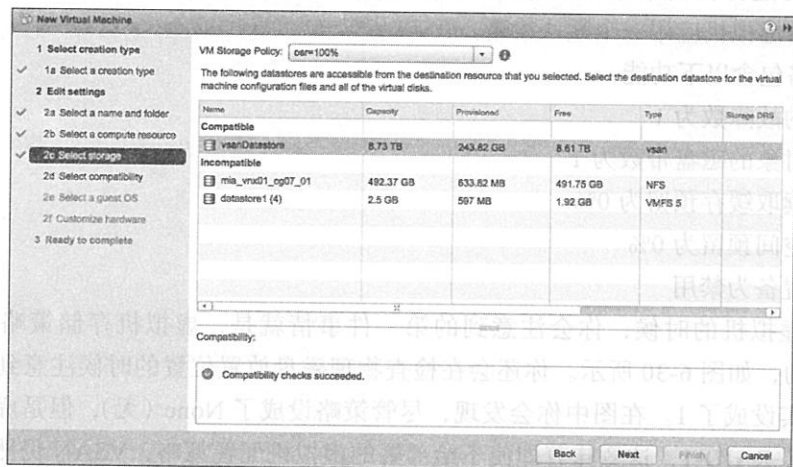 New Virtual Machine
1 Select creation type
1a Select a creation type
2 Edit settings
2a Select a name and folder
2b Select a compute resource
2c Select storage
2d Select compatibility
2e Select a guest OS
2f Customize hardware
3 Ready to complete
VM Storage Policy: osr=100%
The following datastores are accessible from the destination resource that you selected. Select the destination datastore for the virtual
machine configuration files and all of the virtual disks.
Name Capacity Provisioned Free Type Storage DRS
Compatible
vsanDatastore 8.73 TB 243.82 GB 8.61 TB vsan
Incompatible
mia_vnx01_cg07_01 492.37 GB 633.62 MB 491.75 GB NFS
datastore1 (4) 2.5 GB 597 MB 1.92 GB VMFS 5
Compatibility:
Compatibility checks succeeded.
Back Next Finish Cancel